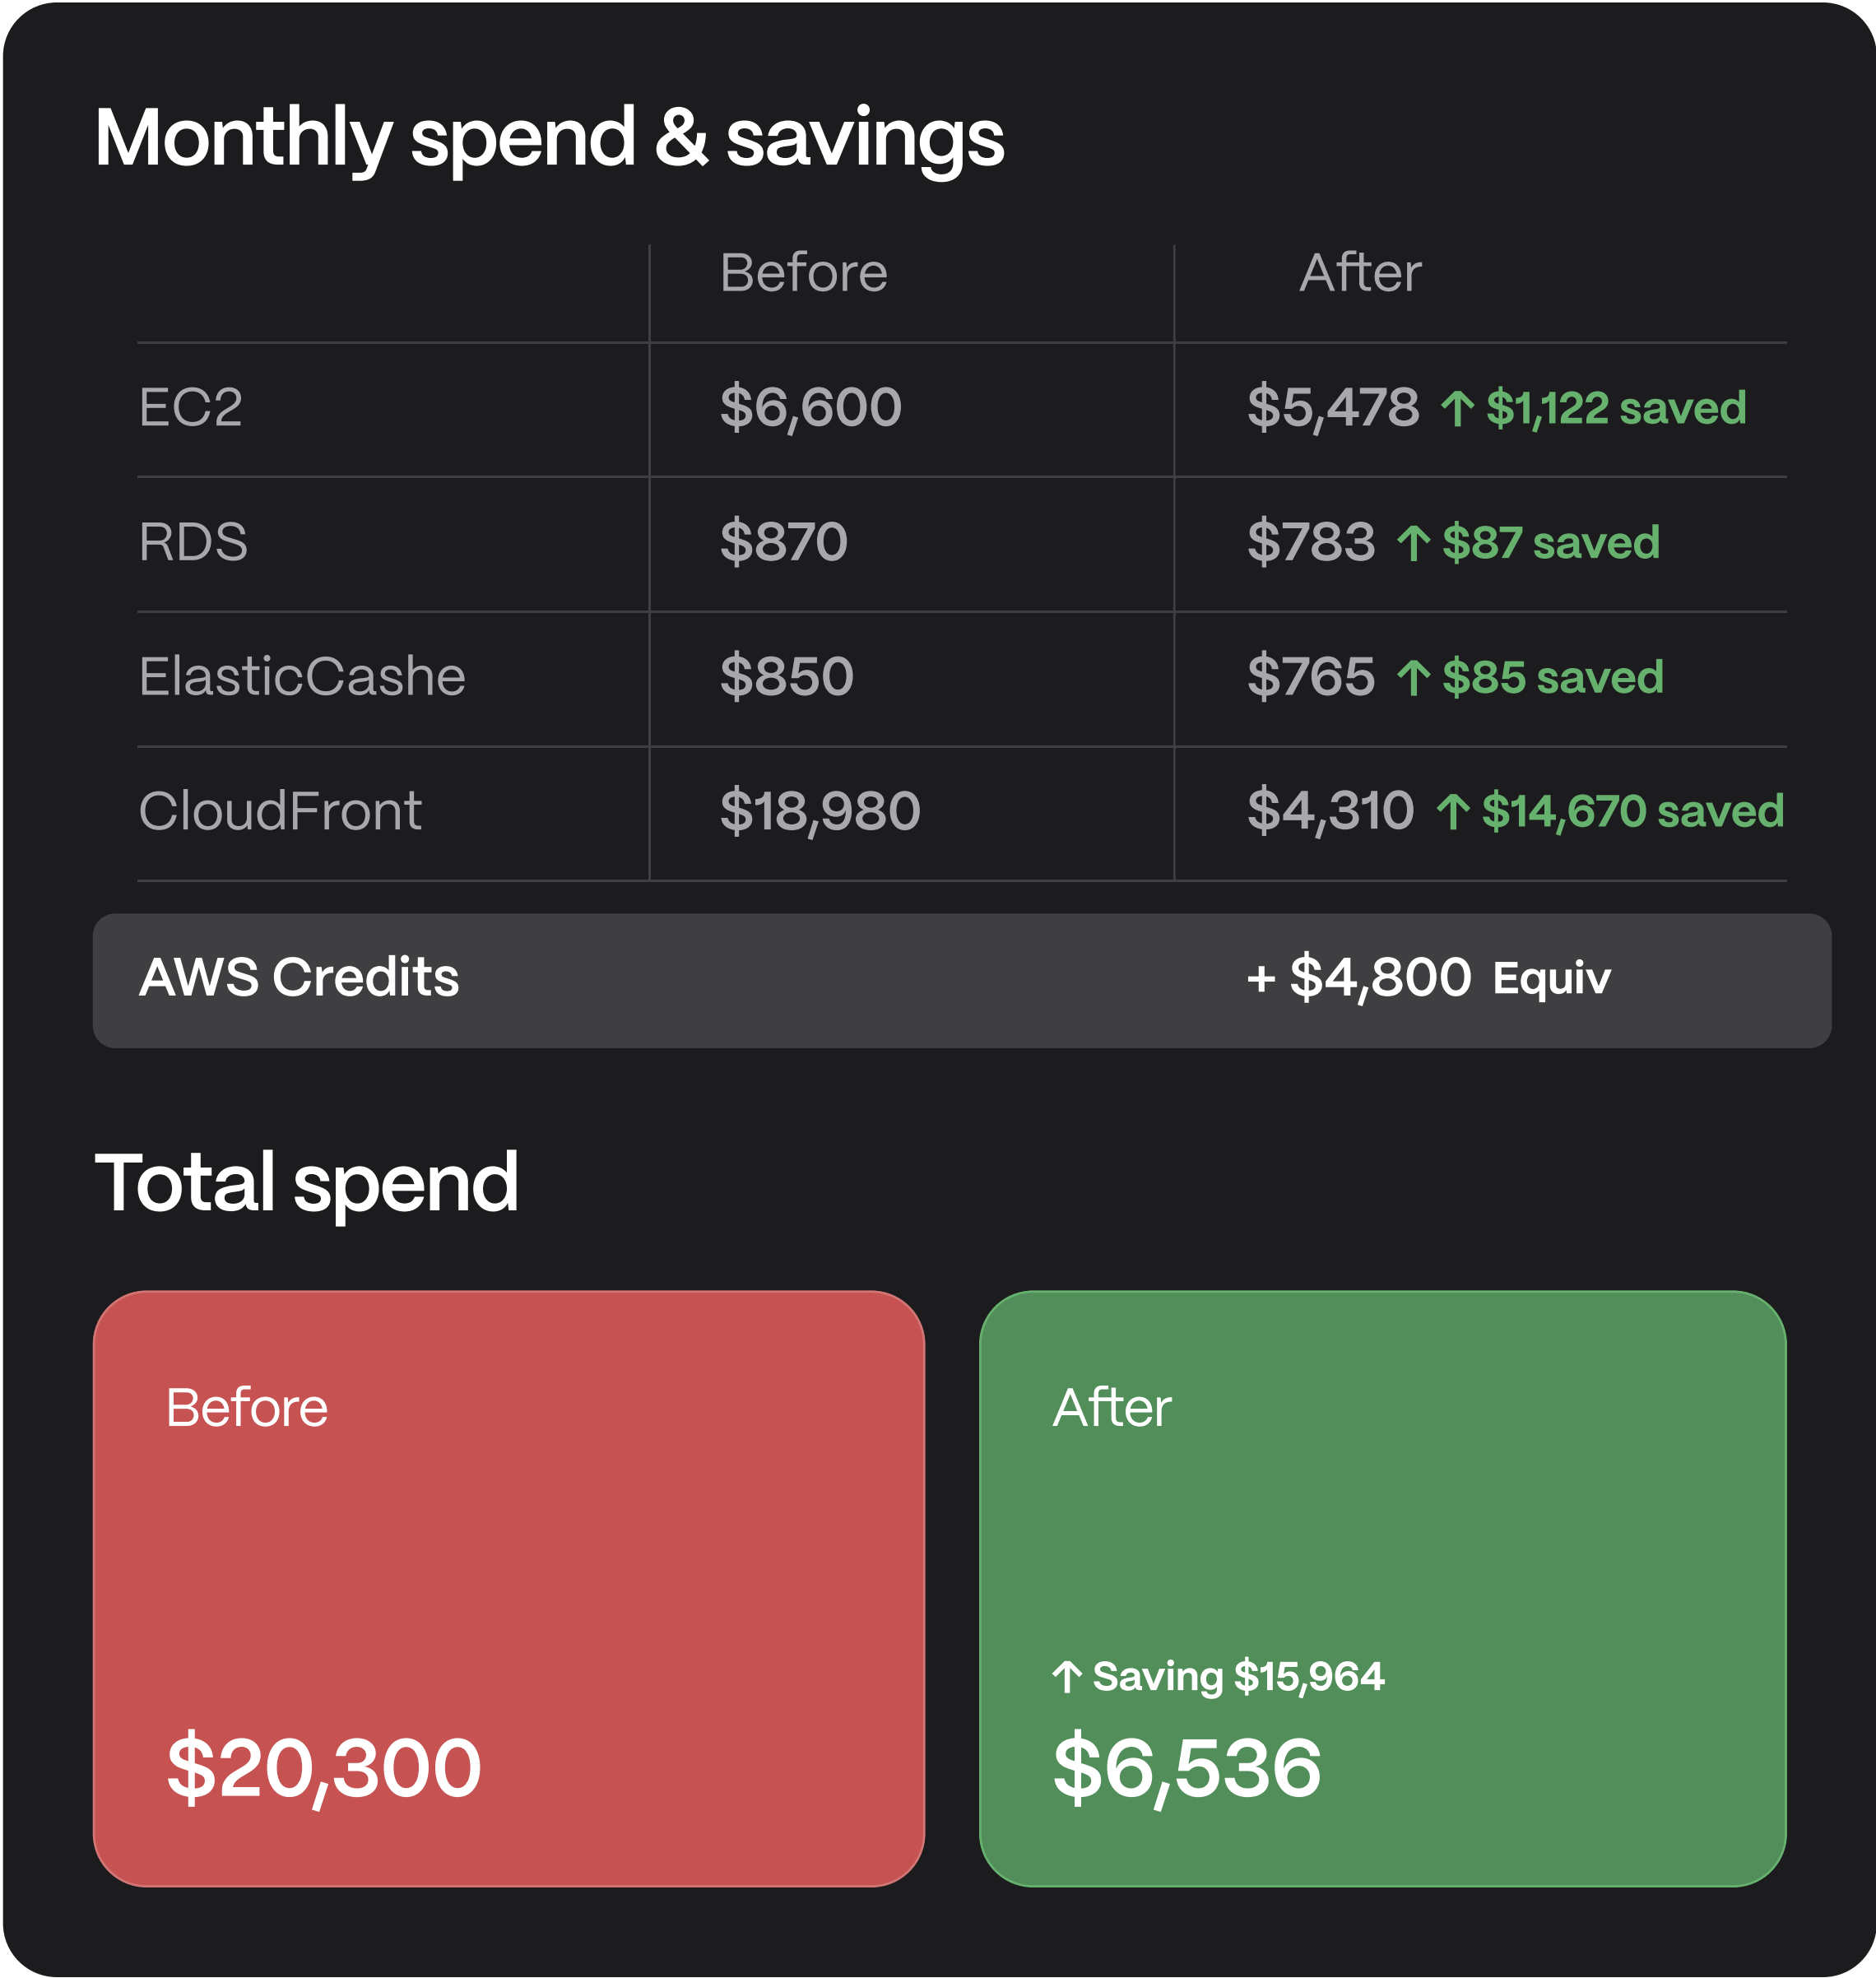 Monthly spend & savings
Before After
EC2 $6,600 $5,478 ↑ $1,122 saved
RDS $870 $783 ↑ $87 saved
ElasticCashe $850 $765 ↑ $85 saved
CloudFront $18,980 $4,310 ↑ $14,670 saved
AWS Credits + $4,800 Equiv
Total spend
Before After
↑ Saving $15,964
$20,300 $6,536